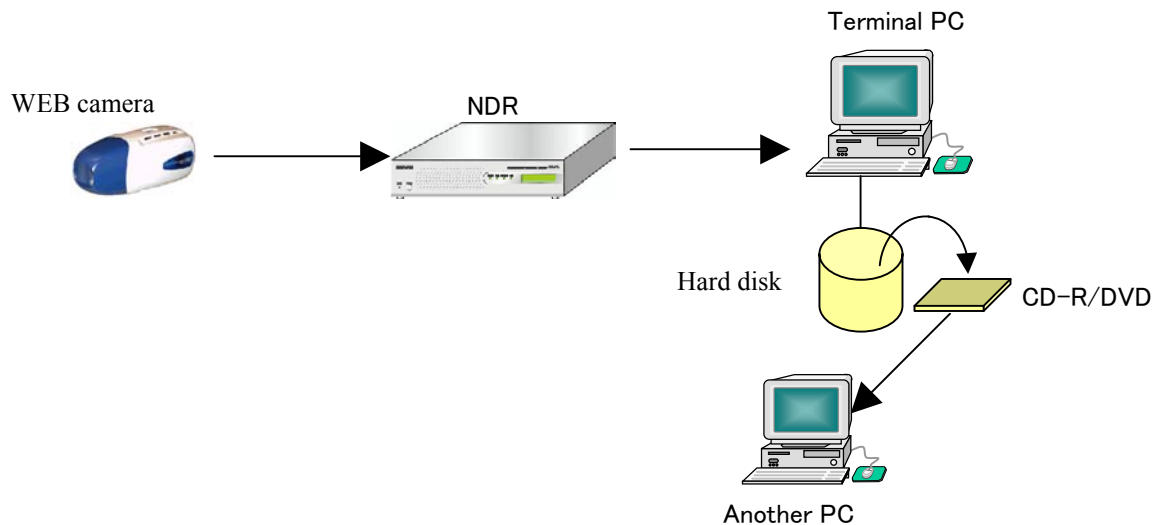 Terminal PC
WEB camera
NDR
Hard disk
CD-R/DVD
Another PC